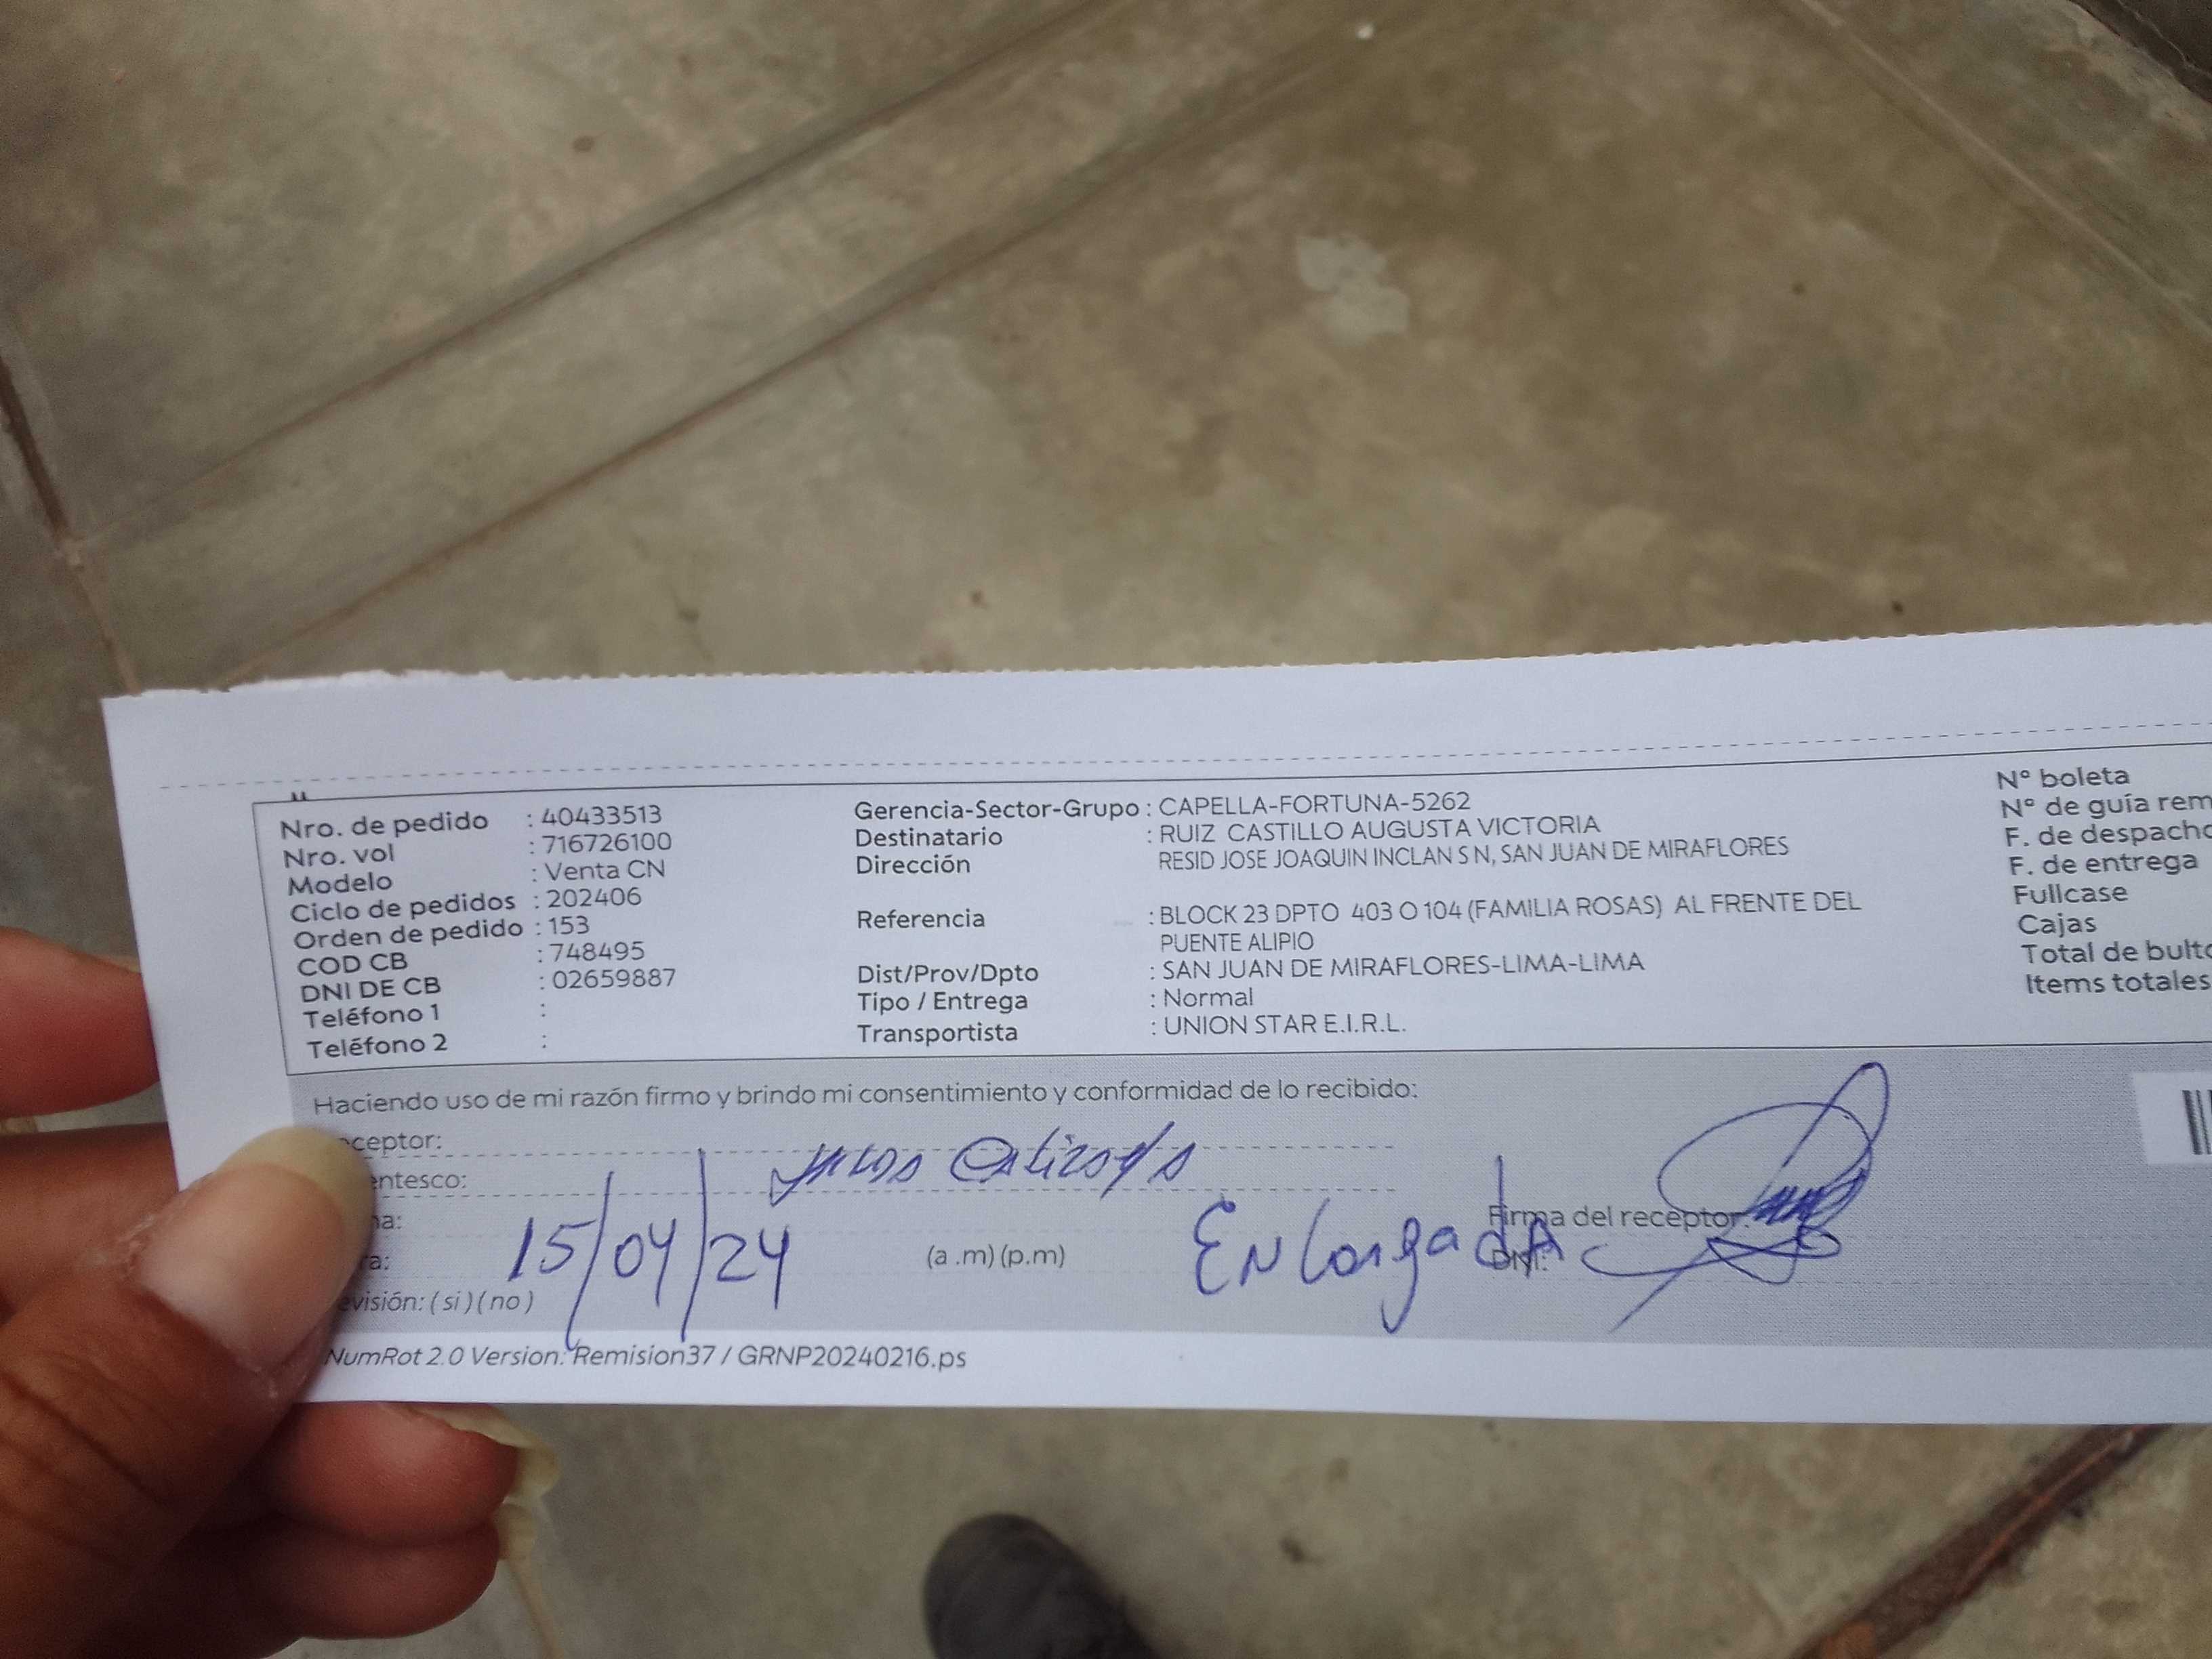 Nro. de pedido : 40433513
Nro. vol : 716726100
Modelo : Venta CN
Ciclo de pedidos : 202406
Orden de pedido : 153
COD CB : 748495
DNI DE CB : 02659887
Teléfono 1 :
Teléfono 2 :
Gerencia-Sector-Grupo : CAPELLA-FORTUNA-5262
Destinatario : RUIZ CASTILLO AUGUSTA VICTORIA
Dirección RESID JOSE JOAQUIN INCLAN S N, SAN JUAN DE MIRAFLORES
Referencia : BLOCK 23 DPTO 403 O 104 (FAMILIA ROSAS) AL FRENTE DEL
PUENTE ALIPIO
Dist/Prov/Dpto : SAN JUAN DE MIRAFLORES-LIMA-LIMA
Tipo / Entrega : Normal
Transportista : UNION STAR E.I.R.L.
N° boleta
N° de guía rem
F. de despacho
F. de entrega
Fullcase
Cajas
Total de bulto
Items totales
Haciendo uso de mi razón firmo y brindo mi consentimiento y conformidad de lo recibido:
ceptor:
entesco:
a:
15/04/24 (a .m) (p.m)
Firma del receptor:
DNI:
evisión: ( si ) ( no )
NumRot 2.0 Version: Remision37 / GRNP20240216.ps